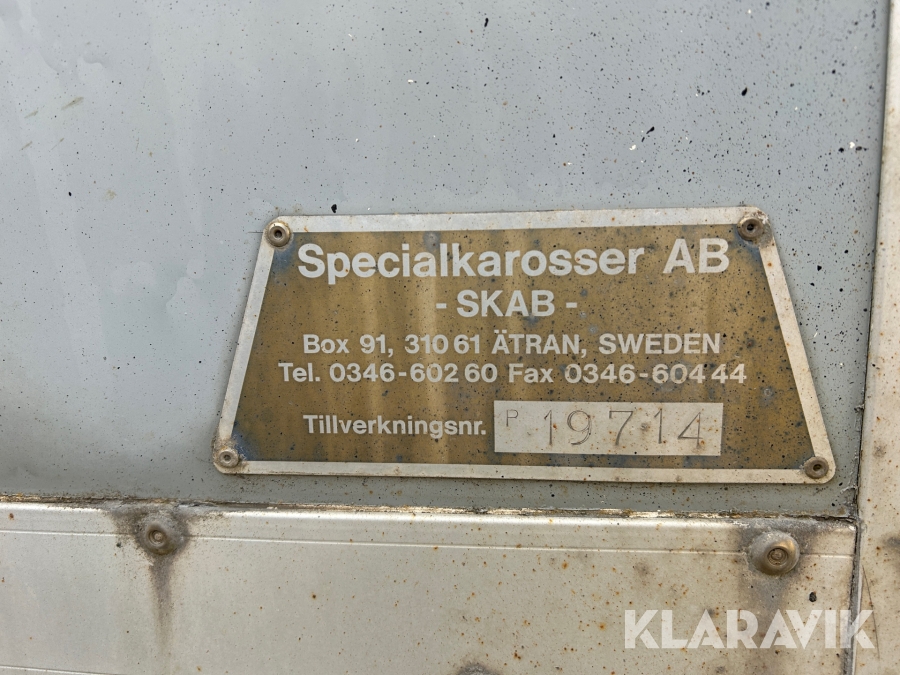 Specialkarosser AB
- SKAB -
Box 91, 310 61 ÄTRAN, SWEDEN
Tel. 0346-602 60 Fax 0346-604 44
Tillverkningsnr. P 19714
KLARAVIK